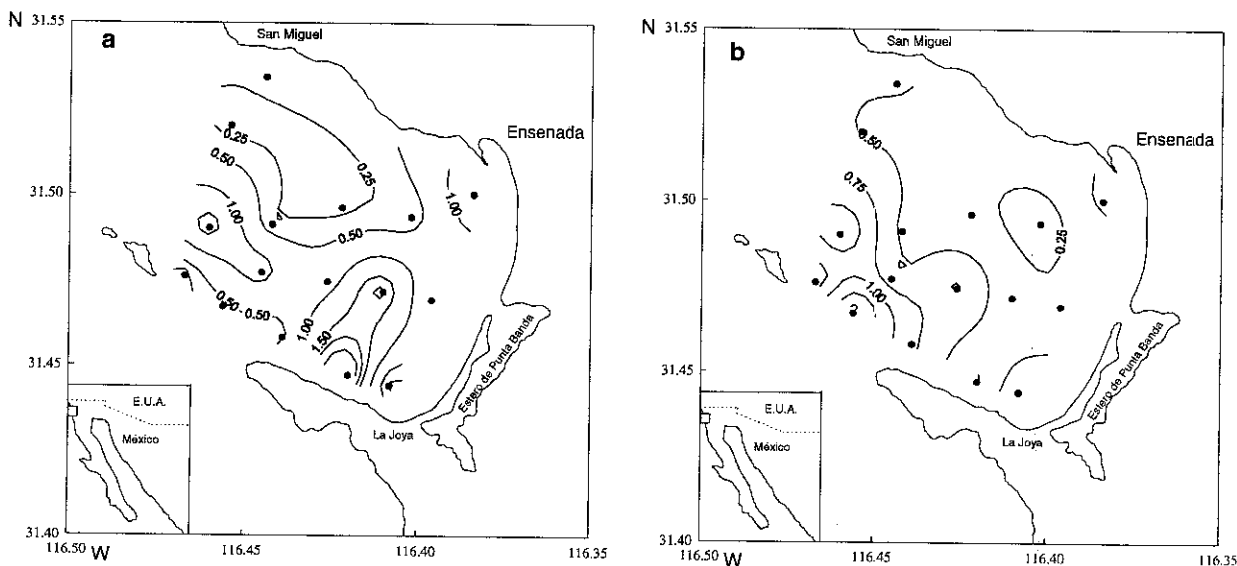 N
31.55
a
San Miguel
Ensenada
0.25
0.50
0.25
31.50
1.00
1.00
0.50
0.50
0.50
1.00
1.50
31.45
Estero de Punta Banda
La Joya
E.U.A.
México
31.40
116.50
W
116.45
116.40
116.35
N
31.55
b
San Miguel
Ensenada
0.50
0.75
31.50
0.25
1.00
31.45
Estero de Punta Banda
La Joya
E.U.A.
México
31.40
116.50
W
116.45
116.40
116.35